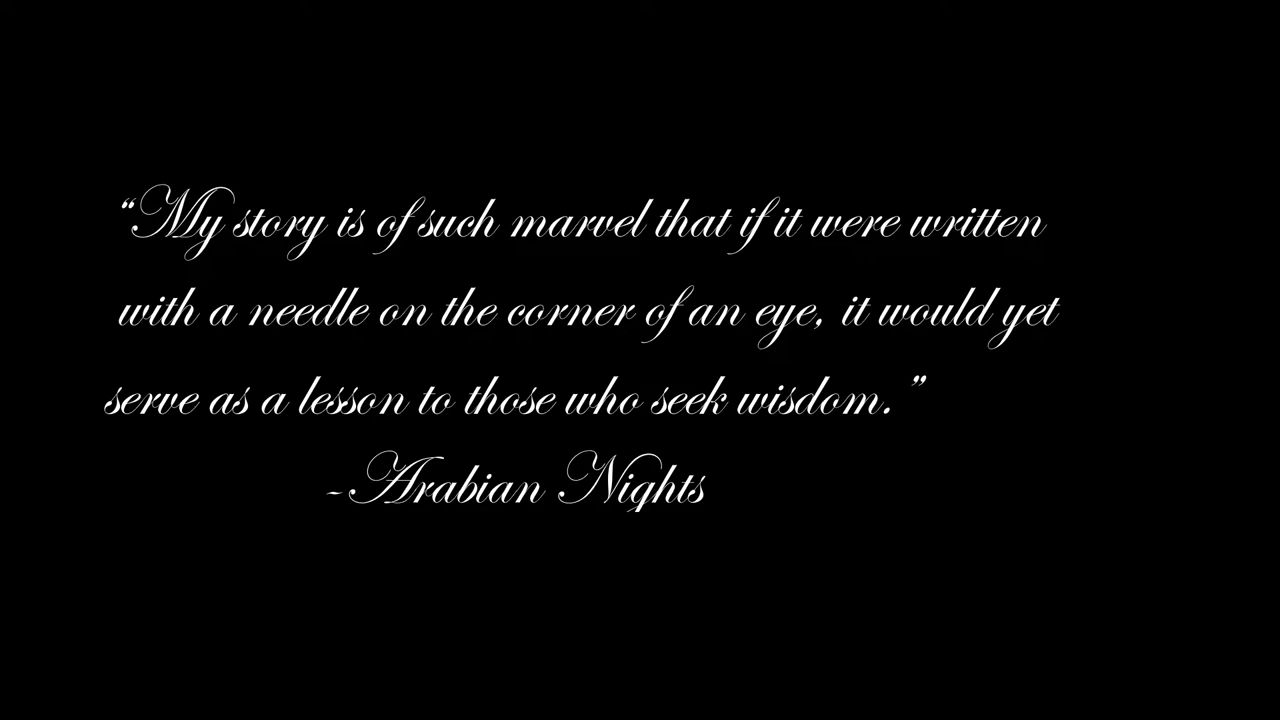 “My story is of such marvel that if it were written
with a needle on the corner of an eye, it would yet
serve as a lesson to those who seek wisdom.”
-Arabian Nights